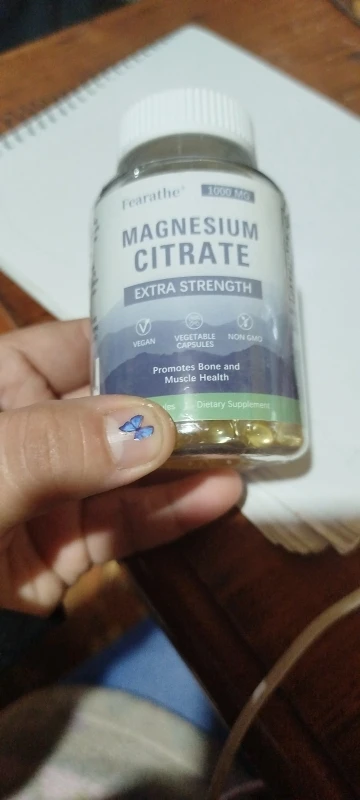 Fearathe®
1000 MG
MAGNESIUM
CITRATE
EXTRA STRENGTH
VEGAN
VEGETABLE
CAPSULES
NON GMO
Promotes Bone and
Muscle Health
Dietary Supplement